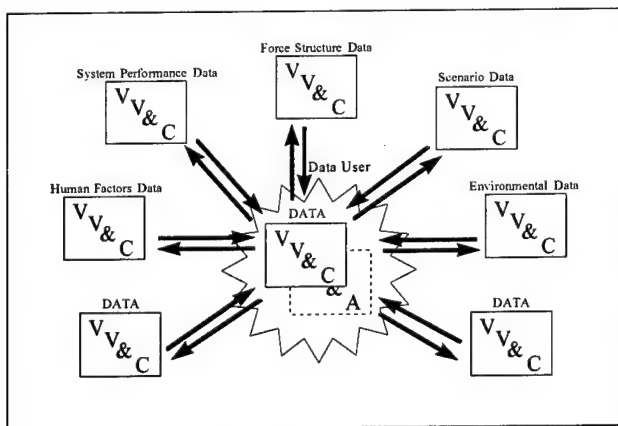 Force Structure Data
V V & C
System Performance Data
V V & C
Scenario Data
V V & C
Data User
Human Factors Data
V V & C
DATA
V V & C
& A
Environmental Data
V V & C
DATA
V V & C
DATA
V V & C